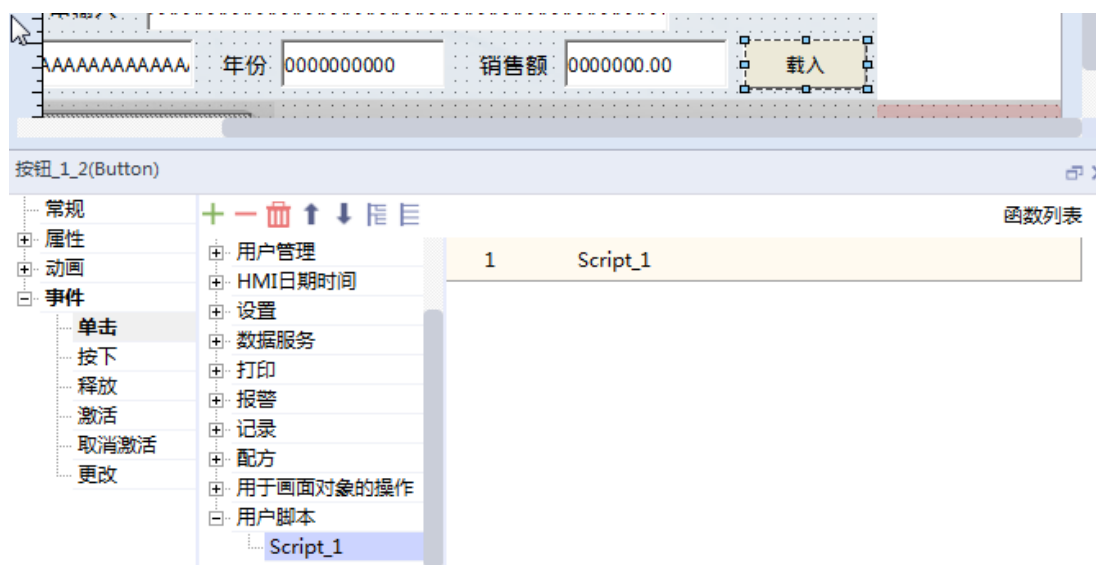 AAAAAAAAAAAAA
年份
0000000000
销售额
0000000.00
载入
按钮_1_2(Button)
常规
属性
动画
事件
单击
按下
释放
激活
取消激活
更改
函数列表
用户管理
HMI日期时间
设置
数据服务
打印
报警
记录
配方
用于画面对象的操作
用户脚本
Script_1
1 Script_1